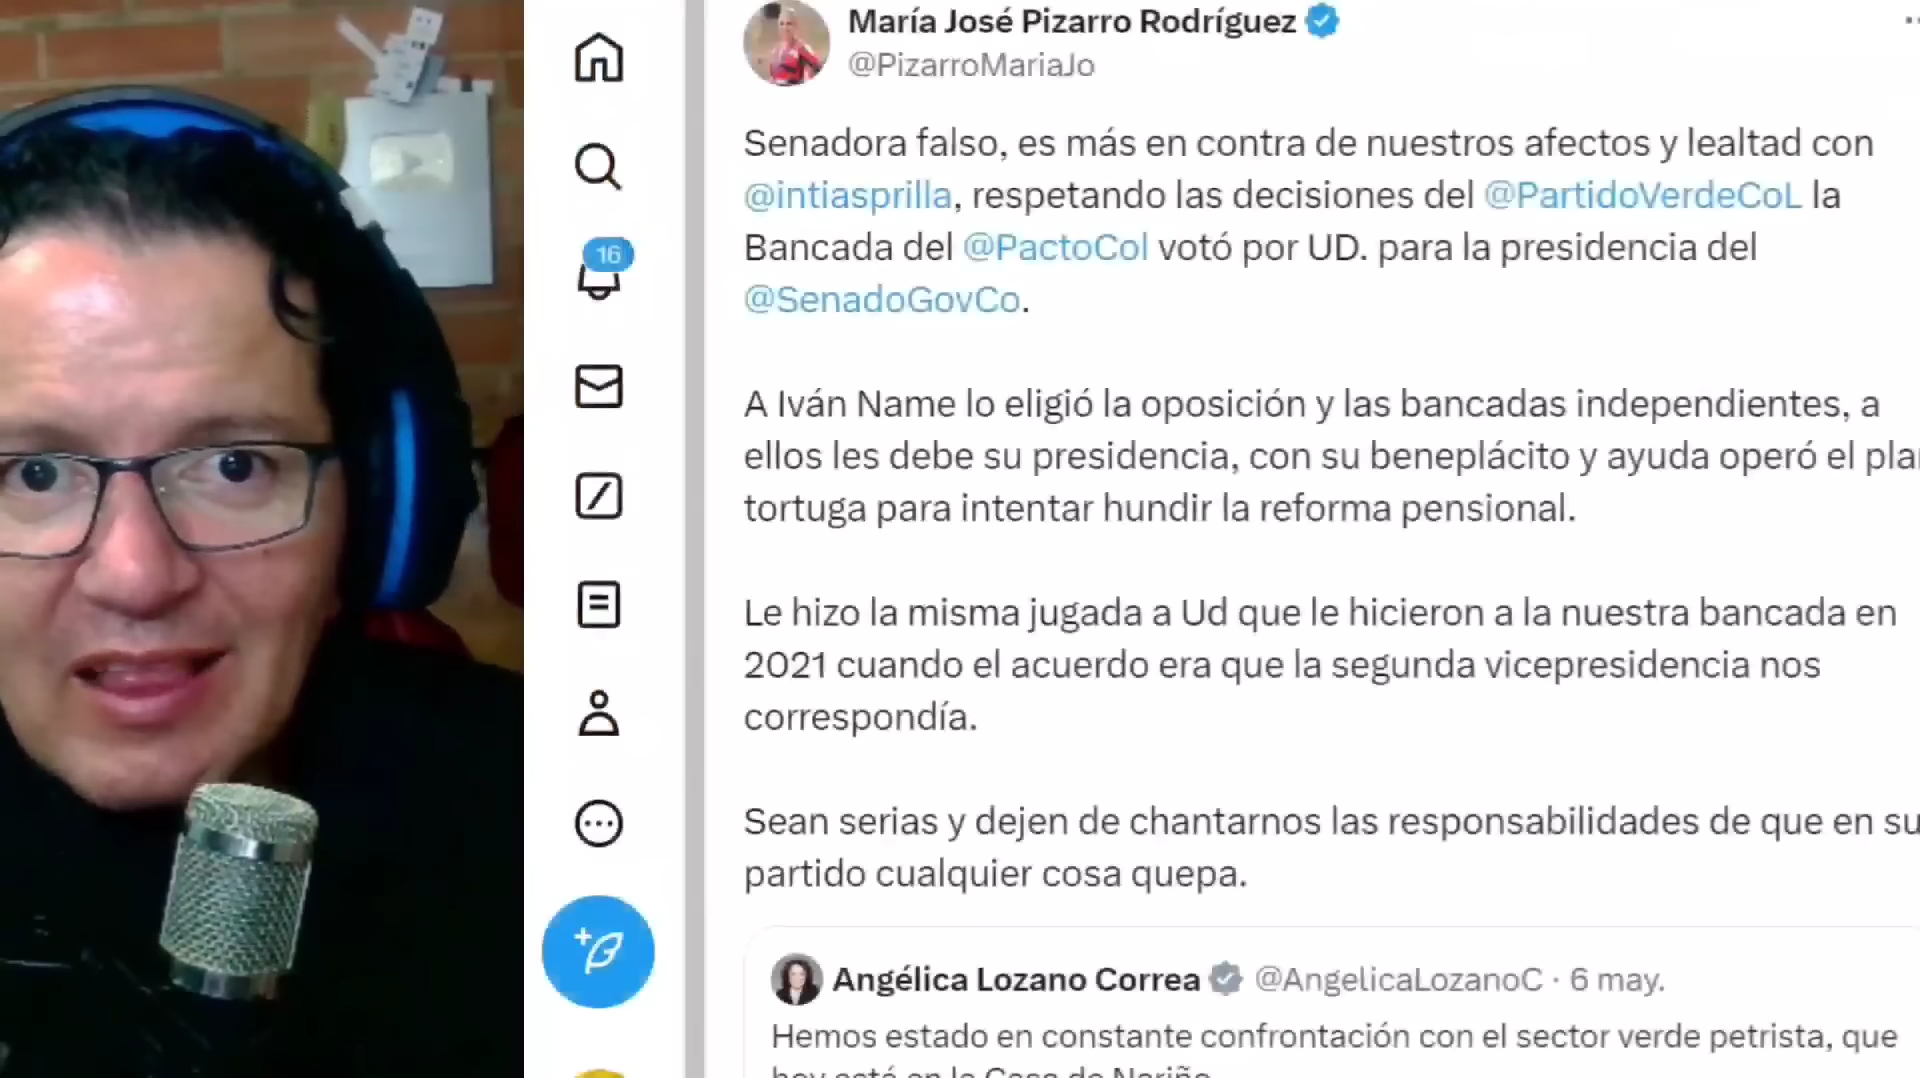 María José Pizarro Rodríguez
@PizarroMariaJo
Senadora falso, es más en contra de nuestros afectos y lealtad con
@intiasprilla, respetando las decisiones del @PartidoVerdeCoL la
Bancada del @PactoCol votó por UD. para la presidencia del
@SenadoGovCo.
A Iván Name lo eligió la oposición y las bancadas independientes, a
ellos les debe su presidencia, con su beneplácito y ayuda operó el
tortuga para intentar hundir la reforma pensional.
Le hizo la misma jugada a Ud que le hicieron a la nuestra bancada en
2021 cuando el acuerdo era que la segunda vicepresidencia nos
correspondía.
Sean serias y dejen de chantarnos las responsabilidades de que en su
partido cualquier cosa quepa.
Angélica Lozano Correa @AngelicaLozanoC · 6 may.
Hemos estado en constante confrontación con el sector verde petrista, que
16